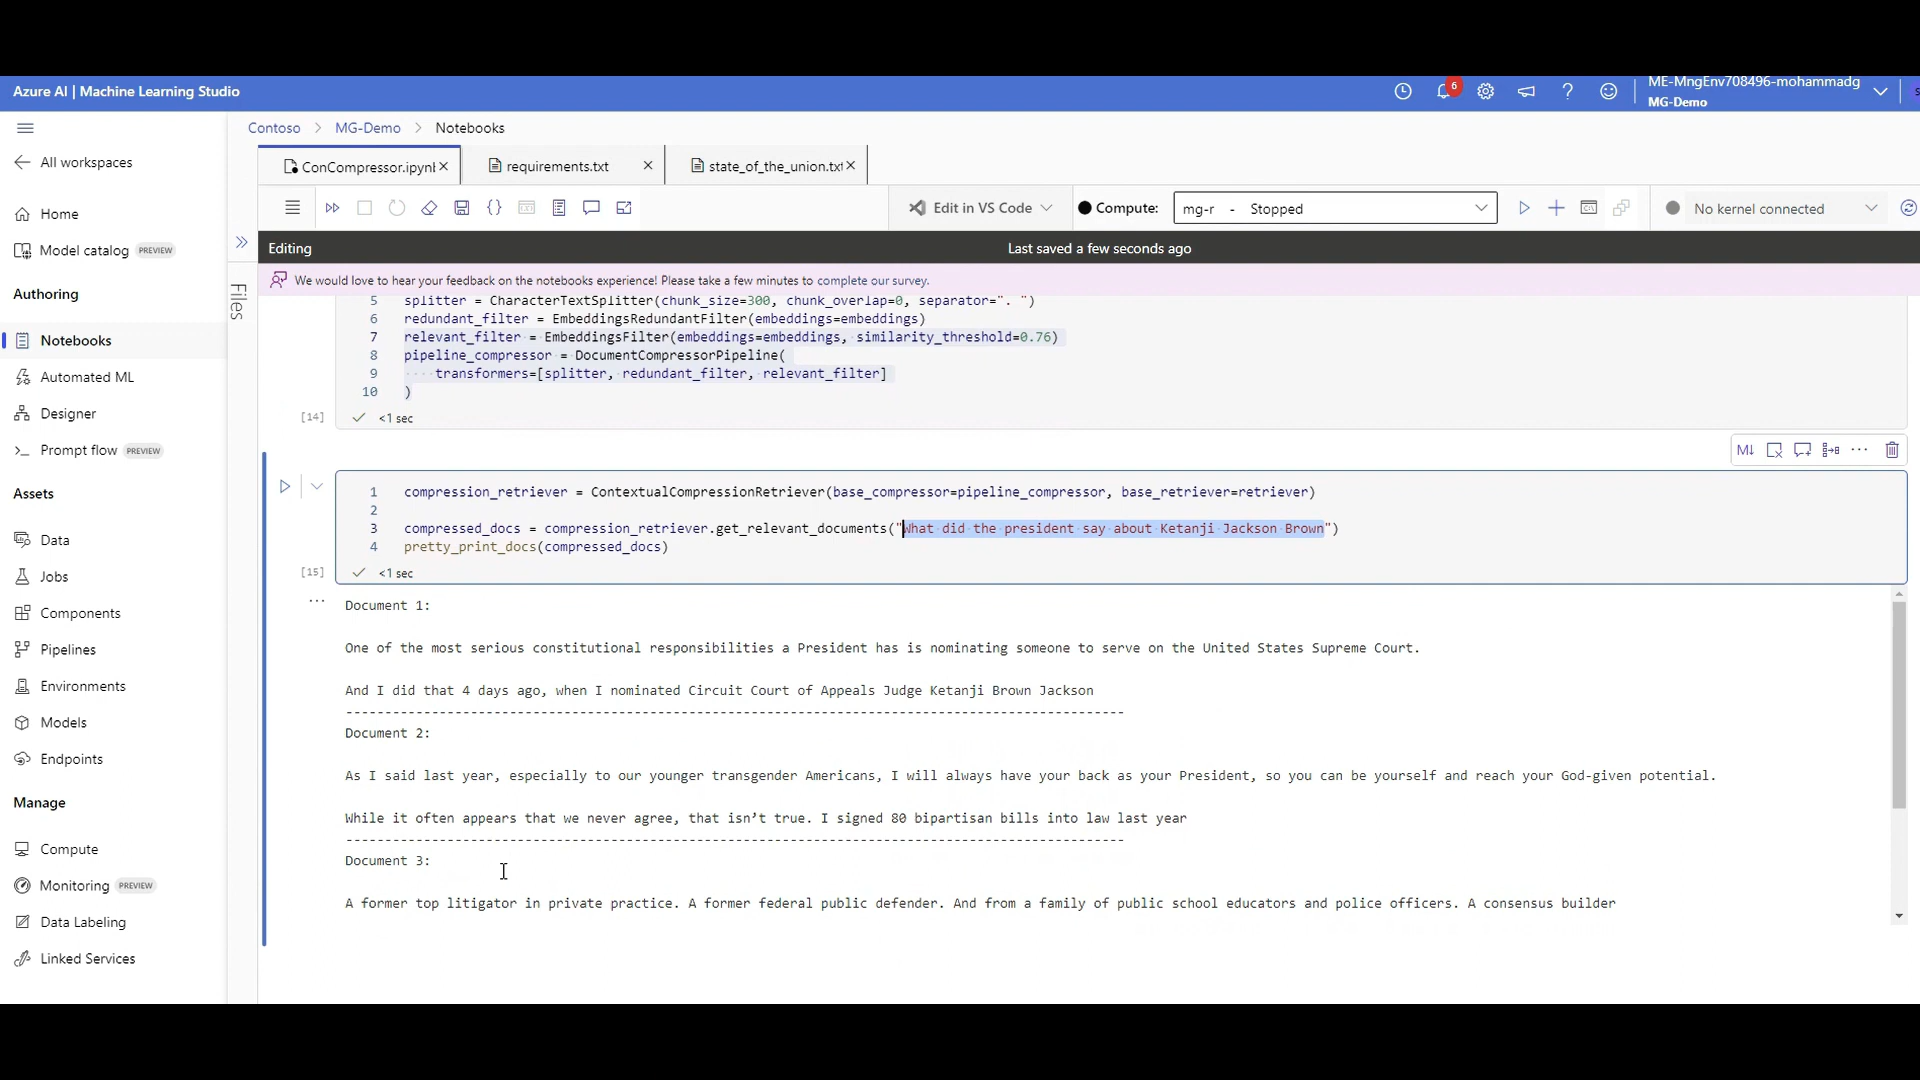 Azure AI | Machine Learning Studio
6
ME-MngEnv708496-mohammadg
MG-Demo
Contoso > MG-Demo > Notebooks
All workspaces
Home
Model catalog PREVIEW
Authoring
Notebooks
Automated ML
Designer
Prompt flow PREVIEW
Assets
Data
Jobs
Components
Pipelines
Environments
Models
Endpoints
Manage
Compute
Monitoring PREVIEW
Data Labeling
Linked Services
Files
ConCompressor.ipynb
requirements.txt
state_of_the_union.txt
Edit in VS Code
Compute:
mg-r - Stopped
No kernel connected
Editing
Last saved a few seconds ago
We would love to hear your feedback on the notebooks experience! Please take a few minutes to complete our survey.
5 splitter = CharacterTextSplitter(chunk_size=300, chunk_overlap=0, separator=". ")
6 redundant_filter = EmbeddingsRedundantFilter(embeddings=embeddings)
7 relevant_filter = EmbeddingsFilter(embeddings=embeddings, similarity_threshold=0.76)
8 pipeline_compressor = DocumentCompressorPipeline(
9 transformers=[splitter, redundant_filter, relevant_filter]
10 )
[14] <1 sec
M↓
1 compression_retriever = ContextualCompressionRetriever(base_compressor=pipeline_compressor, base_retriever=retriever)
2
3 compressed_docs = compression_retriever.get_relevant_documents("What did the president say about Ketanji Jackson Brown")
4 pretty_print_docs(compressed_docs)
[15] <1 sec
Document 1:
One of the most serious constitutional responsibilities a President has is nominating someone to serve on the United States Supreme Court.
And I did that 4 days ago, when I nominated Circuit Court of Appeals Judge Ketanji Brown Jackson
----------------------------------------------------------------------------------------------------
Document 2:
As I said last year, especially to our younger transgender Americans, I will always have your back as your President, so you can be yourself and reach your God-given potential.
While it often appears that we never agree, that isn’t true. I signed 80 bipartisan bills into law last year
----------------------------------------------------------------------------------------------------
Document 3:
A former top litigator in private practice. A former federal public defender. And from a family of public school educators and police officers. A consensus builder